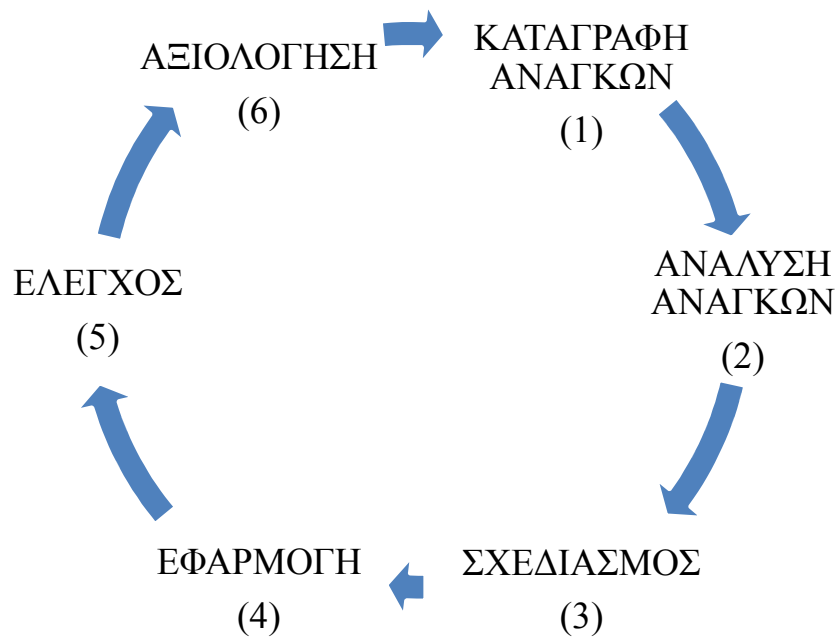 ΚΑΤΑΓΡΑΦΗ
ΑΝΑΓΚΩΝ
(1)
ΑΝΑΛΥΣΗ
ΑΝΑΓΚΩΝ
(2)
ΣΧΕΔΙΑΣΜΟΣ
(3)
ΕΦΑΡΜΟΓΗ
(4)
ΕΛΕΓΧΟΣ
(5)
ΑΞΙΟΛΟΓΗΣΗ
(6)